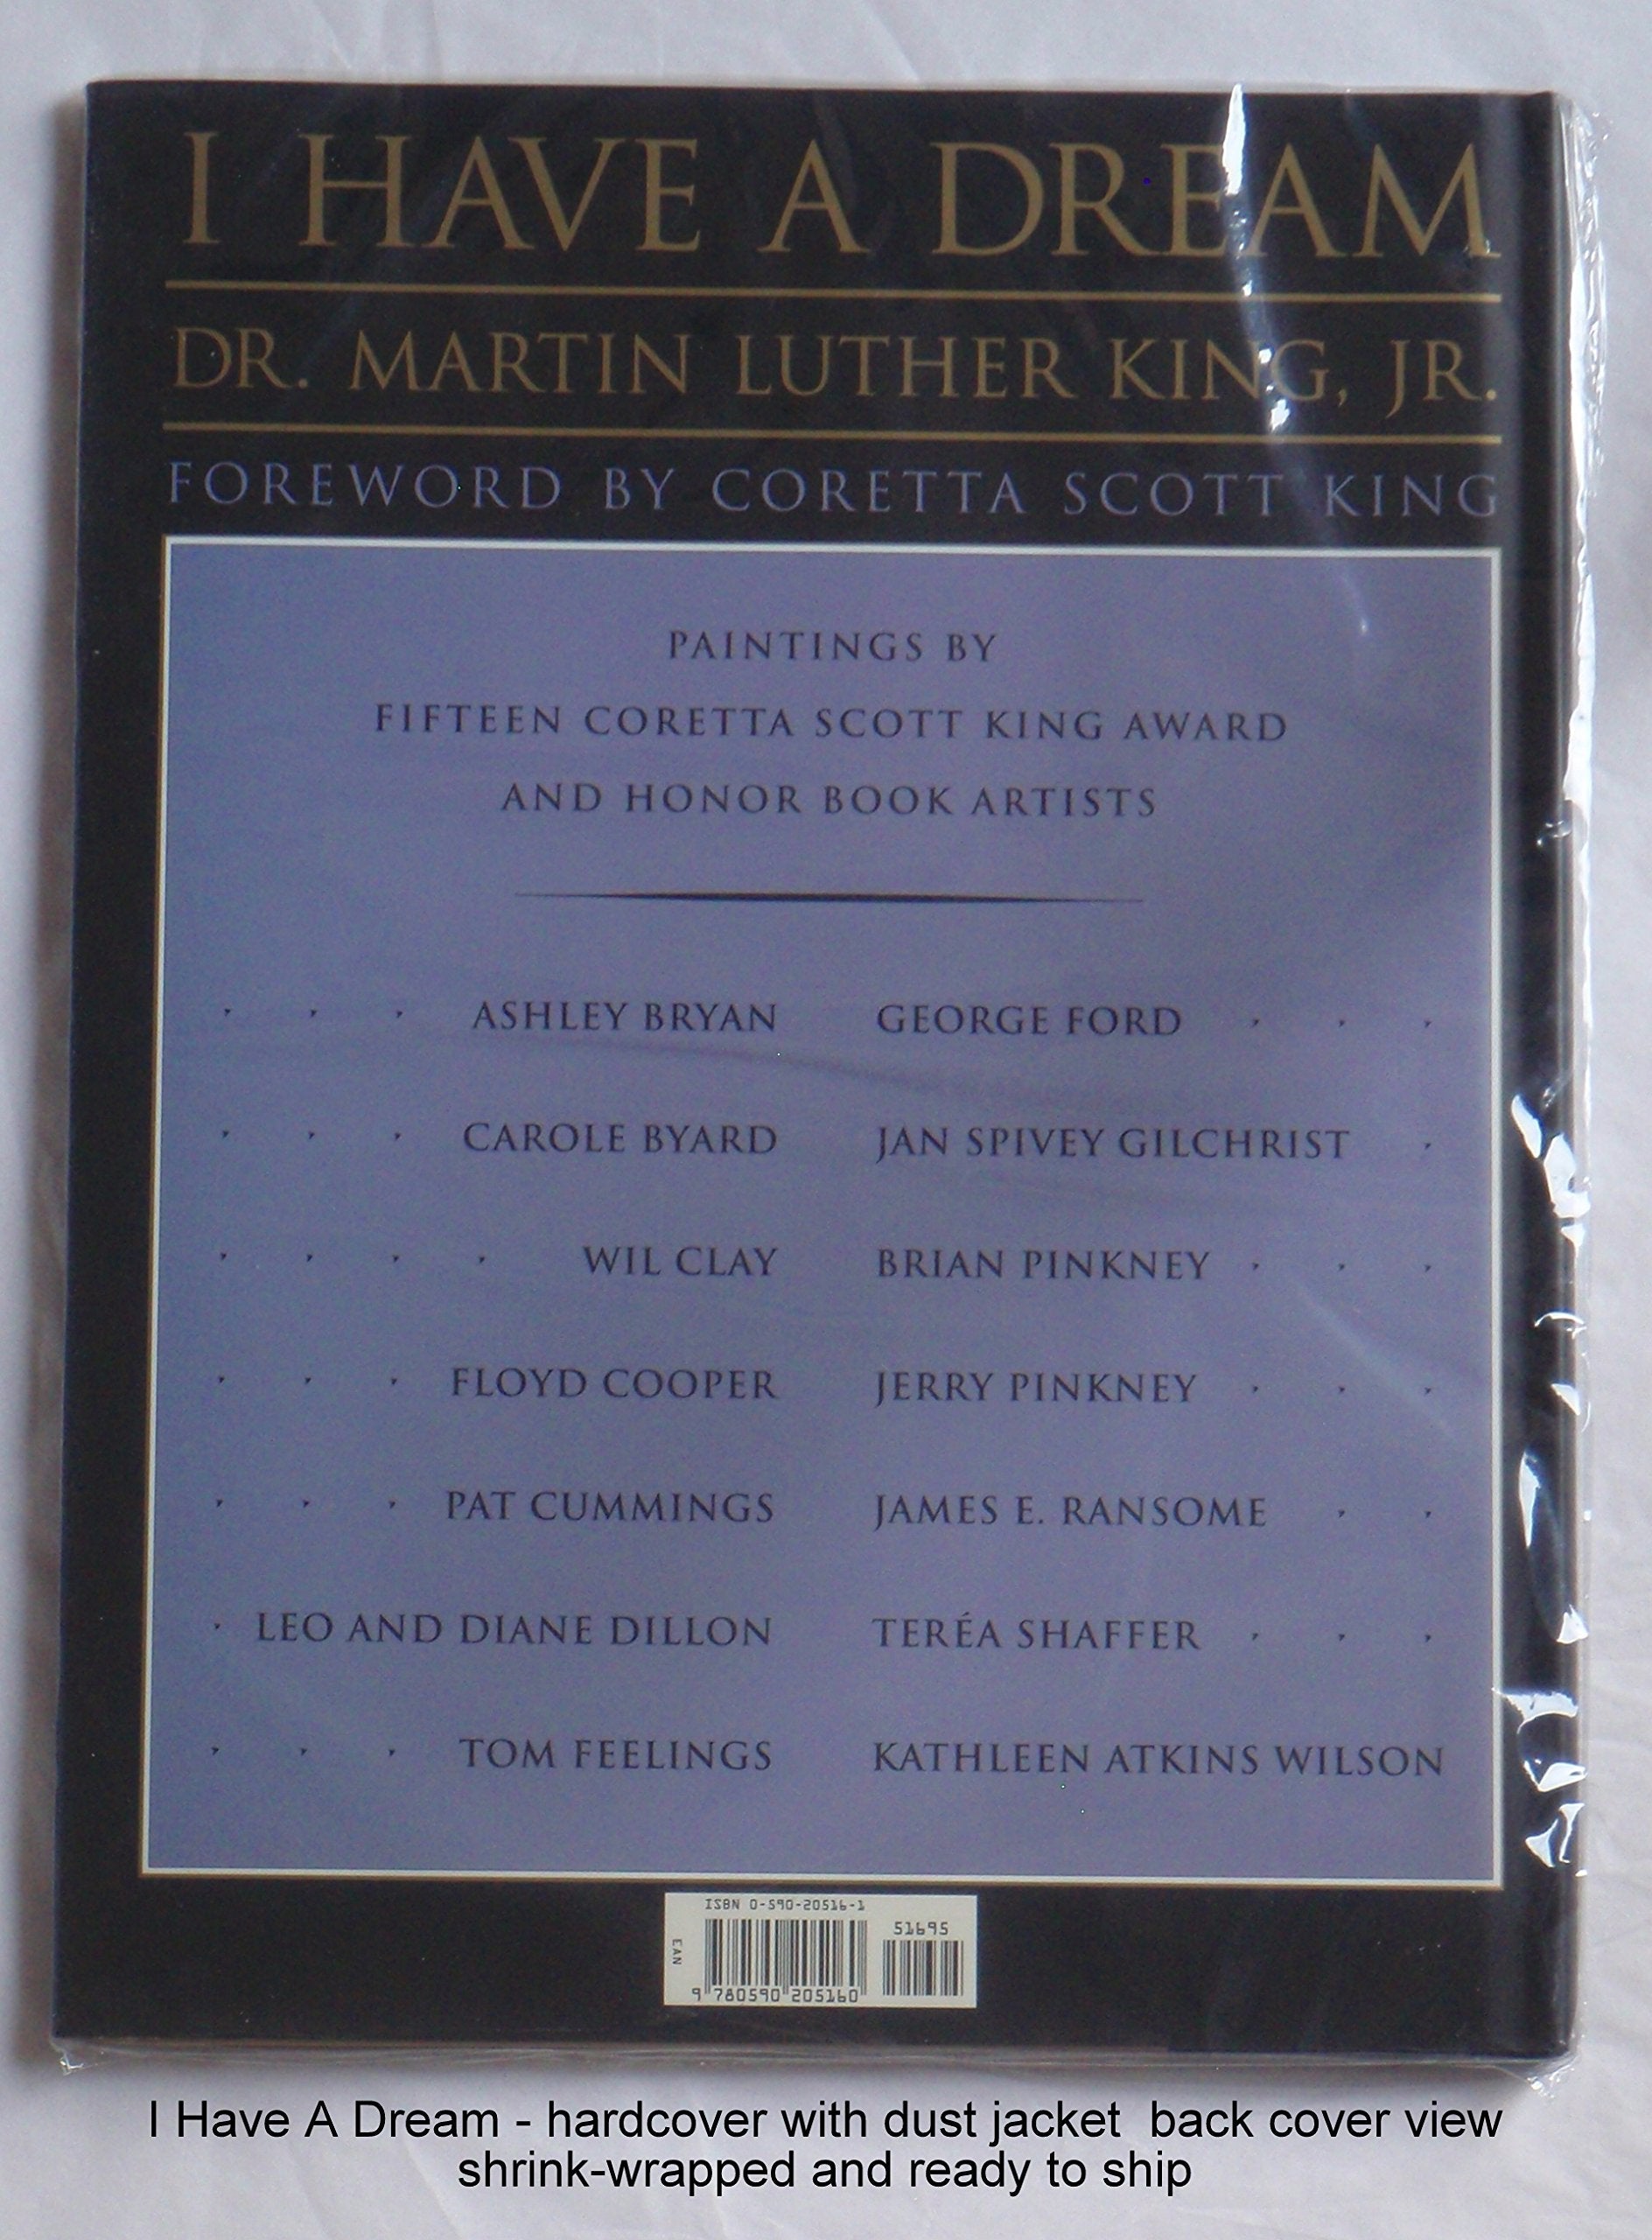 I HAVE A DREAM
DR. MARTIN LUTHER KING, JR.
FOREWORD BY CORETTA SCOTT KING
PAINTINGS BY
FIFTEEN CORETTA SCOTT KING AWARD
AND HONOR BOOK ARTISTS
ASHLEY BRYAN GEORGE FORD
CAROLE BYARD JAN SPIVEY GILCHRIST
WIL CLAY BRIAN PINKNEY
FLOYD COOPER JERRY PINKNEY
PAT CUMMINGS JAMES E. RANSOME
LEO AND DIANE DILLON TERÉA SHAFFER
TOM FEELINGS KATHLEEN ATKINS WILSON
ISBN 0-590-20516-1
51695
EAN
9 780590 205160
I Have A Dream - hardcover with dust jacket  back cover view
shrink-wrapped and ready to ship